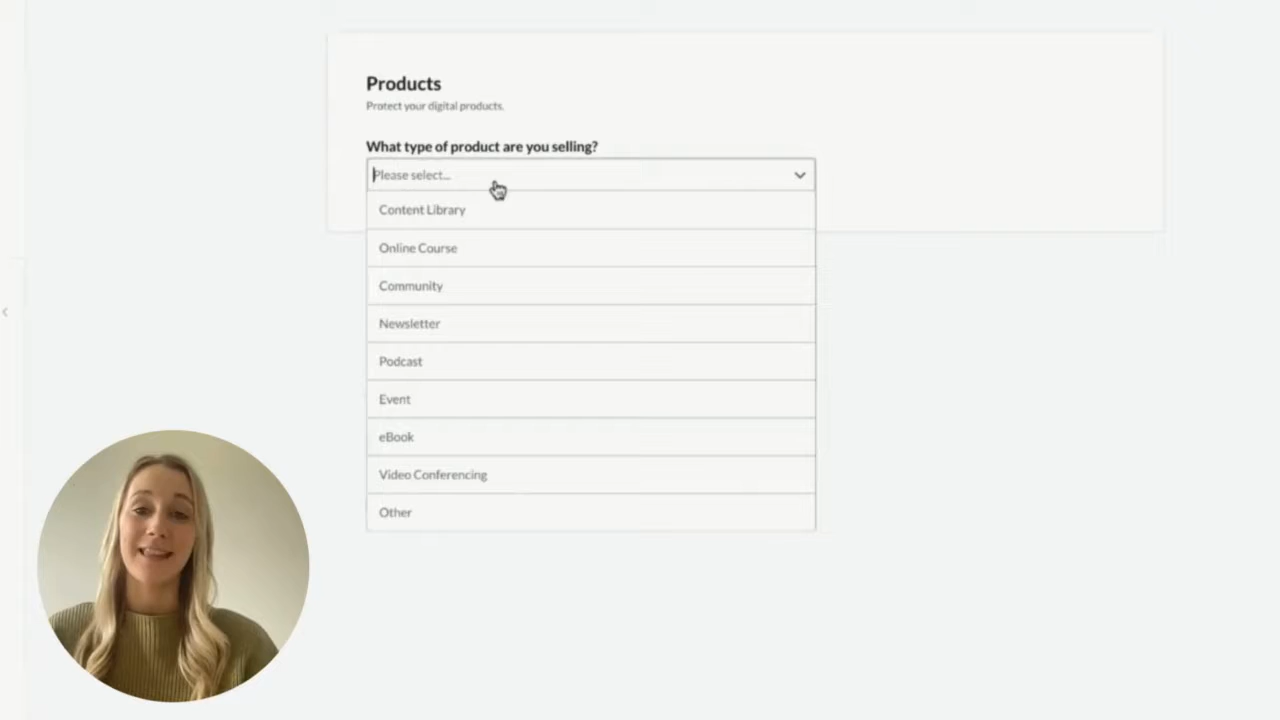 Products
Protect your digital products.
What type of product are you selling?
Please select...
Content Library
Online Course
Community
Newsletter
Podcast
Event
eBook
Video Conferencing
Other